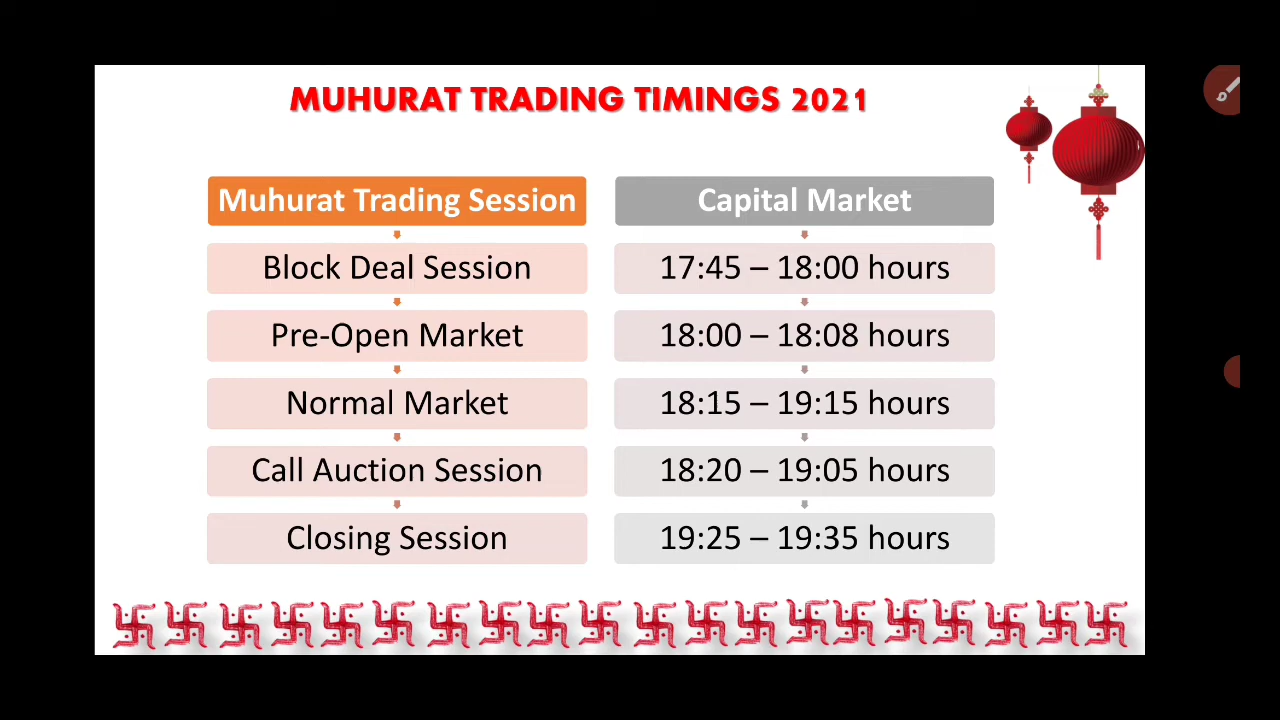 MUHURAT TRADING TIMINGS 2021
Muhurat Trading Session
Capital Market
Block Deal Session
17:45 – 18:00 hours
Pre-Open Market
18:00 – 18:08 hours
Normal Market
18:15 – 19:15 hours
Call Auction Session
18:20 – 19:05 hours
Closing Session
19:25 – 19:35 hours